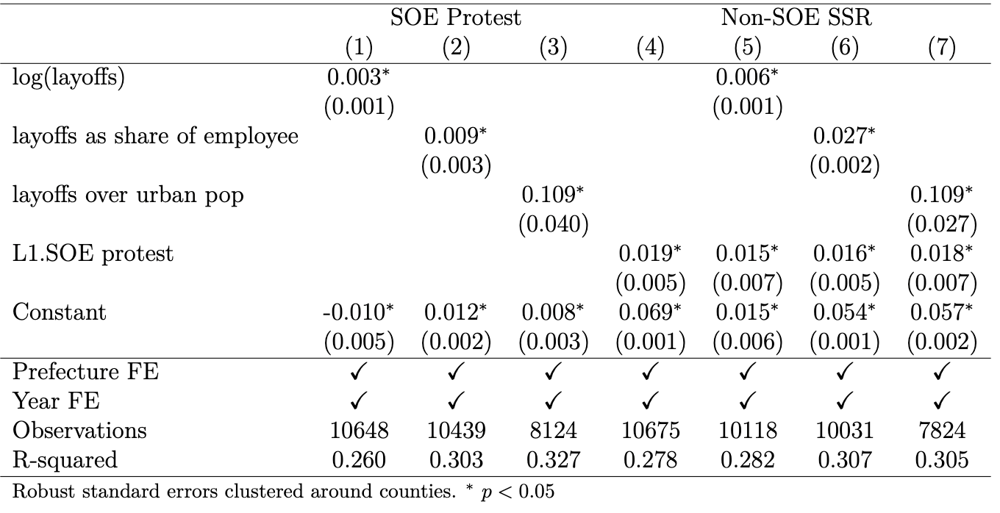 SOE Protest Non-SOE SSR
(1) (2) (3) (4) (5) (6) (7)
log(layoffs) 0.003* 0.006*
(0.001) (0.001)
layoffs as share of employee 0.009* 0.027*
(0.003) (0.002)
layoffs over urban pop 0.109* 0.109*
(0.040) (0.027)
L1.SOE protest 0.019* 0.015* 0.016* 0.018*
(0.005) (0.007) (0.005) (0.007)
Constant -0.010* 0.012* 0.008* 0.069* 0.015* 0.054* 0.057*
(0.005) (0.002) (0.003) (0.001) (0.006) (0.001) (0.002)
Prefecture FE ✓ ✓ ✓ ✓ ✓ ✓ ✓
Year FE ✓ ✓ ✓ ✓ ✓ ✓ ✓
Observations 10648 10439 8124 10675 10118 10031 7824
R-squared 0.260 0.303 0.327 0.278 0.282 0.307 0.305
Robust standard errors clustered around counties. * p < 0.05